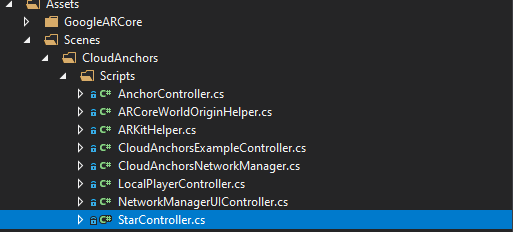 Assets
GoogleARCore
Scenes
CloudAnchors
Scripts
C# AnchorController.cs
C# ARCoreWorldOriginHelper.cs
C# ARKitHelper.cs
C# CloudAnchorsExampleController.cs
C# CloudAnchorsNetworkManager.cs
C# LocalPlayerController.cs
C# NetworkManagerUIController.cs
C# StarController.cs